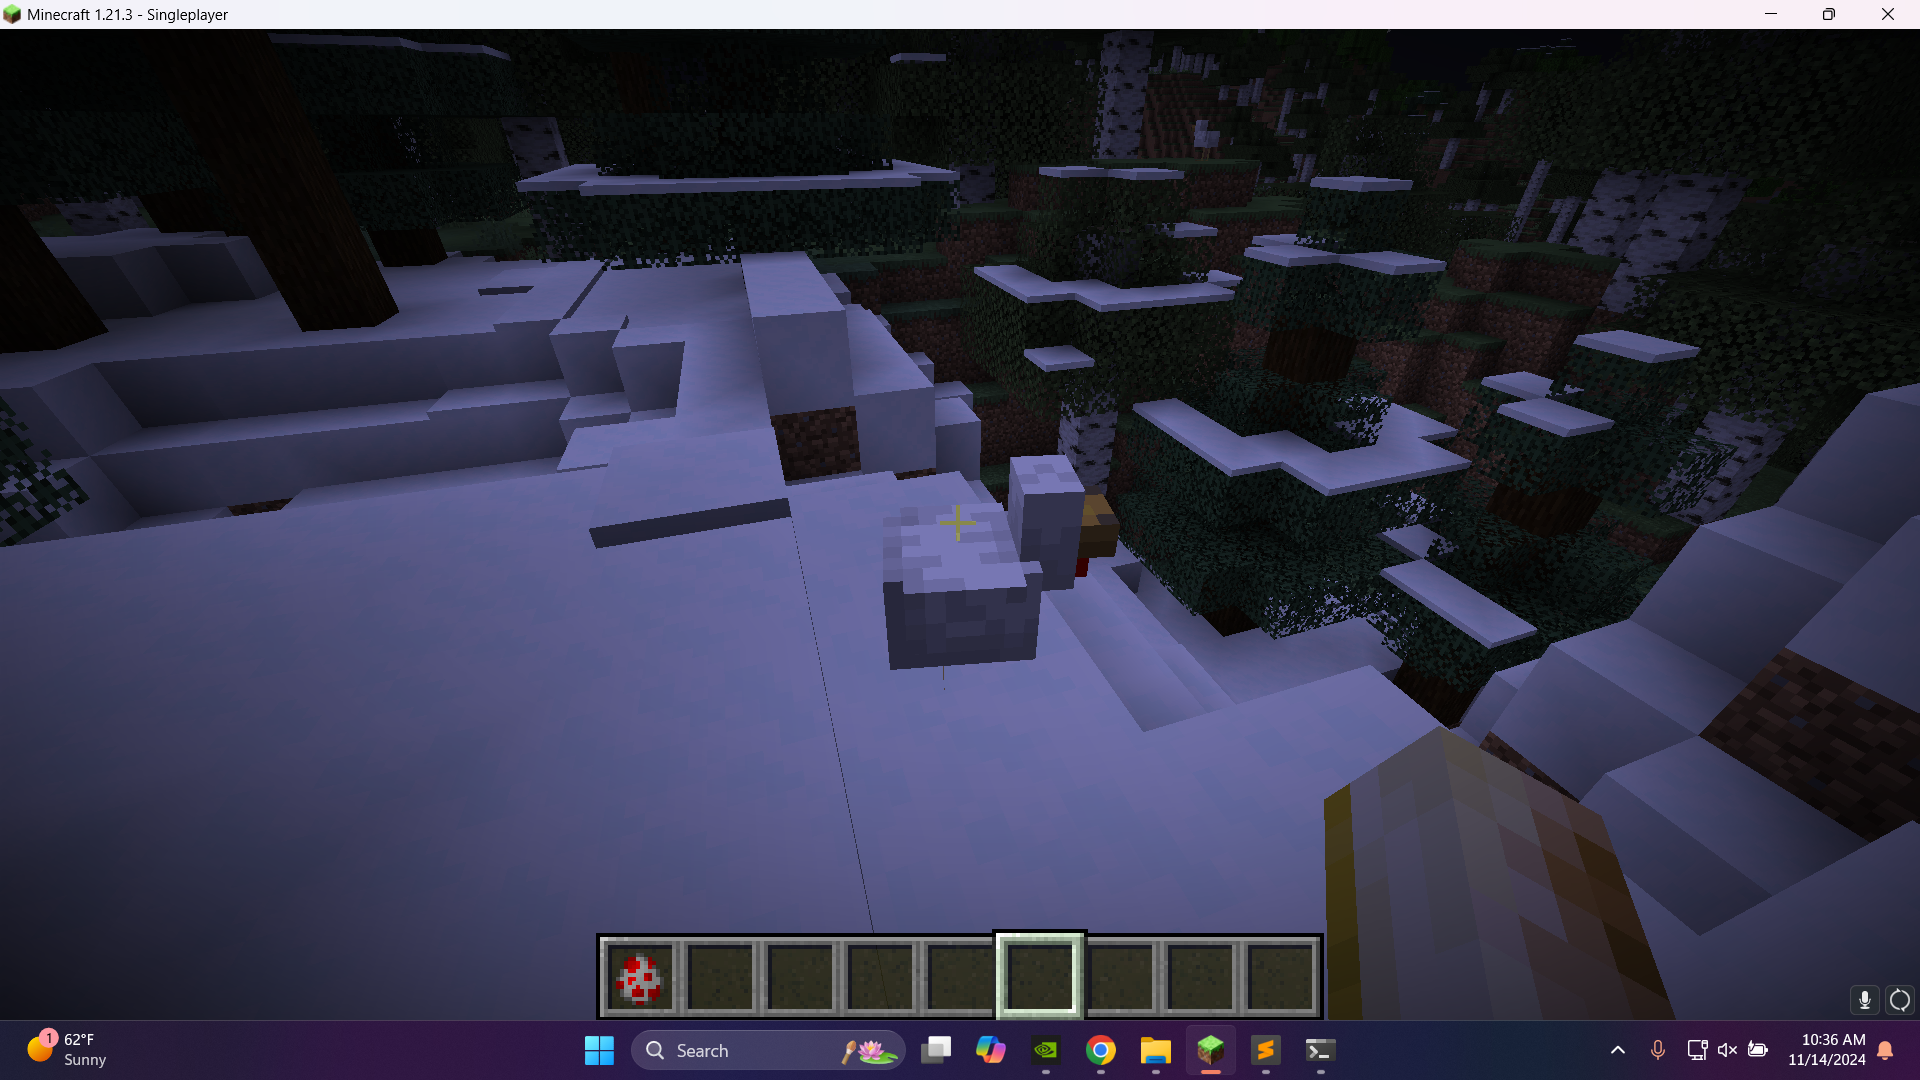 Minecraft 1.21.3 - Singleplayer
1
62°F
Sunny
Search
10:36 AM
11/14/2024